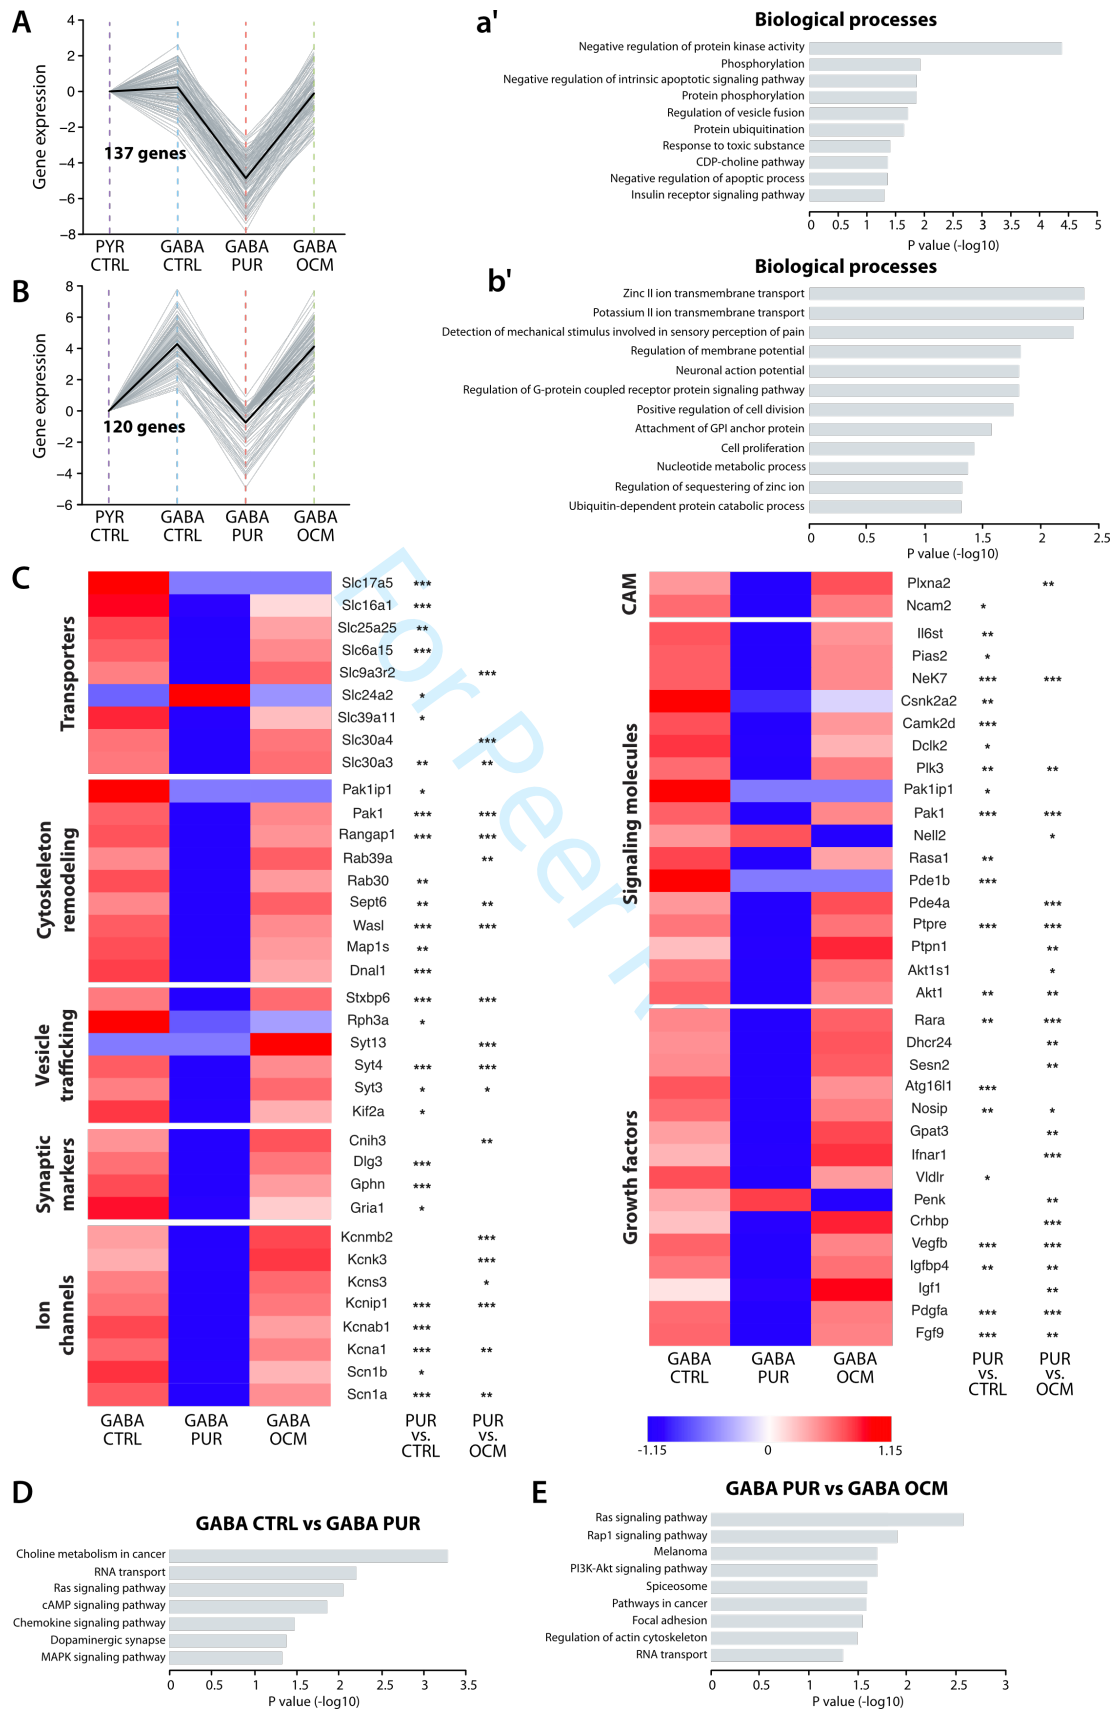 A
4
2
0
−2
−4
−6
−8
Gene expression
137 genes
PYR CTRL
GABA CTRL
GABA PUR
GABA OCM
a'
Biological processes
Negative regulation of protein kinase activity
Phosphorylation
Negative regulation of intrinsic apoptotic signaling pathway
Protein phosphorylation
Regulation of vesicle fusion
Protein ubiquitination
Response to toxic substance
CDP-choline pathway
Negative regulation of apoptic process
Insulin receptor signaling pathway
0 0.5 1 1.5 2 2.5 3 3.5 4 4.5 5
P value (-log10)
B
8
6
4
2
0
−2
−4
−6
Gene expression
120 genes
PYR CTRL
GABA CTRL
GABA PUR
GABA OCM
b'
Biological processes
Zinc II ion transmembrane transport
Potassium II ion transmembrane transport
Detection of mechanical stimulus involved in sensory perception of pain
Regulation of membrane potential
Neuronal action potential
Regulation of G-protein coupled receptor protein signaling pathway
Positive regulation of cell division
Attachment of GPI anchor protein
Cell proliferation
Nucleotide metabolic process
Regulation of sequestering of zinc ion
Ubiquitin-dependent protein catabolic process
0 0.5 1 1.5 2 2.5
P value (-log10)
C
Transporters
Slc17a5 ***
Slc16a1 ***
Slc25a25 **
Slc6a15 ***
Slc9a3r2 ***
Slc24a2 *
Slc39a11 *
Slc30a4 ***
Slc30a3 ** **
Cytoskeleton remodeling
Pak1ip1 *
Pak1 *** ***
Rangap1 *** ***
Rab39a **
Rab30 **
Sept6 ** **
Wasl *** ***
Map1s **
Dnal1 ***
Vesicle trafficking
Stxbp6 *** ***
Rph3a *
Syt13 ***
Syt4 *** ***
Syt3 * *
Kif2a *
Synaptic markers
Cnih3 **
Dlg3 ***
Gphn ***
Gria1 *
Ion channels
Kcnmb2 ***
Kcnk3 ***
Kcns3 *
Kcnip1 *** ***
Kcnab1 ***
Kcna1 *** **
Scn1b *
Scn1a *** **
GABA CTRL
GABA PUR
GABA OCM
PUR vs. CTRL
PUR vs. OCM
CAM
Plxna2 **
Ncam2 *
Signaling molecules
Il6st **
Pias2 *
NeK7 *** ***
Csnk2a2 **
Camk2d ***
Dclk2 *
Plk3 ** **
Pak1ip1 *
Pak1 *** ***
Nell2 *
Rasa1 **
Pde1b ***
Pde4a ***
Ptpre *** ***
Ptpn1 **
Akt1s1 *
Akt1 ** **
Growth factors
Rara ** ***
Dhcr24 **
Sesn2 **
Atg16l1 ***
Nosip ** *
Gpat3 **
Ifnar1 ***
Vldlr *
Penk **
Crhbp ***
Vegfb *** ***
Igfbp4 ** **
Igf1 **
Pdgfa *** ***
Fgf9 *** **
GABA CTRL
GABA PUR
GABA OCM
PUR vs. CTRL
PUR vs. OCM
-1.15 0 1.15
For Peer
D
GABA CTRL vs GABA PUR
Choline metabolism in cancer
RNA transport
Ras signaling pathway
cAMP signaling pathway
Chemokine signaling pathway
Dopaminergic synapse
MAPK signaling pathway
0 0.5 1 1.5 2 2.5 3 3.5
P value (-log10)
E
GABA PUR vs GABA OCM
Ras signaling pathway
Rap1 signaling pathway
Melanoma
PI3K-Akt signaling pathway
Spiceosome
Pathways in cancer
Focal adhesion
Regulation of actin cytoskeleton
RNA transport
0 0.5 1 1.5 2 2.5 3
P value (-log10)